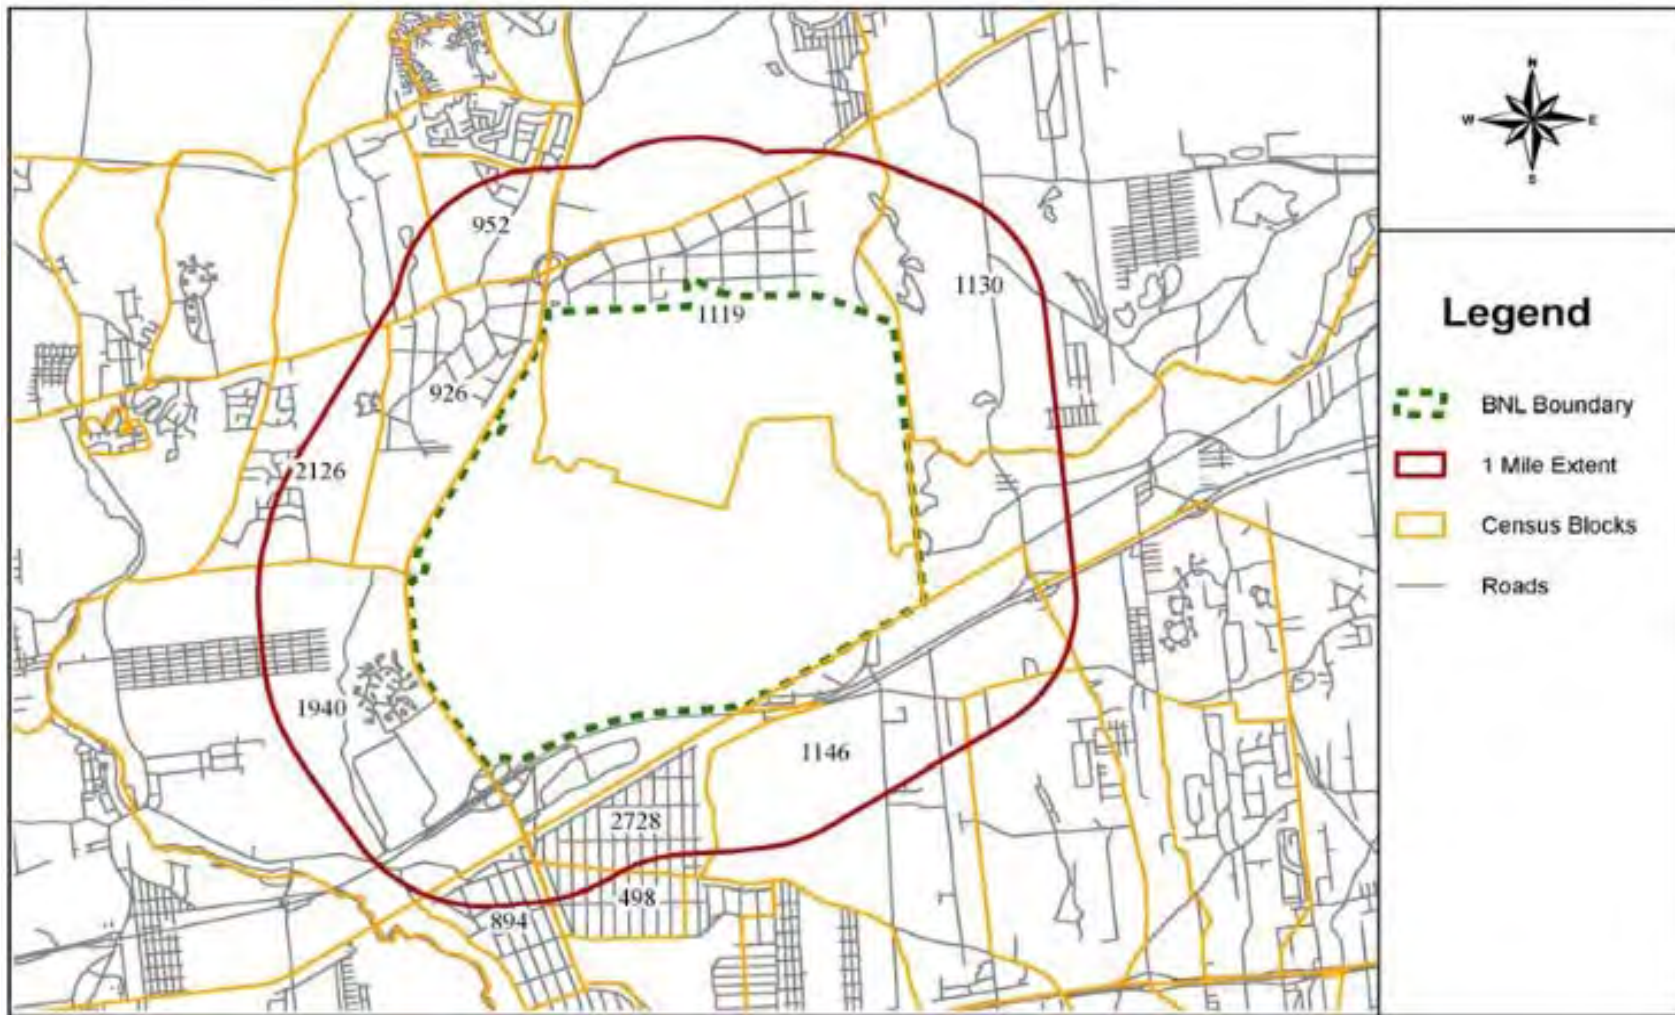 N
W E
S
952
1130
1119
926
2126
1940
1146
2728
498
894
Legend
BNL Boundary
1 Mile Extent
Census Blocks
Roads